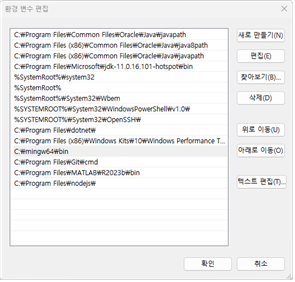 환경 변수 편집
C:₩Program Files₩Common Files₩Oracle₩Java₩javapath
C:₩Program Files (x86)₩Common Files₩Oracle₩Java₩java8path
C:₩Program Files (x86)₩Common Files₩Oracle₩Java₩javapath
C:₩Program Files₩Microsoft₩jdk-11.0.16.101-hotspot₩bin
%SystemRoot%₩system32
%SystemRoot%
%SystemRoot%₩System32₩Wbem
%SYSTEMROOT%₩System32₩WindowsPowerShell₩v1.0₩
%SYSTEMROOT%₩System32₩OpenSSH₩
C:₩Program Files₩dotnet₩
C:₩Program Files (x86)₩Windows Kits₩10₩Windows Performance T...
C:₩mingw64₩bin
C:₩Program Files₩Git₩cmd
C:₩Program Files₩MATLAB₩R2023b₩bin
C:₩Program Files₩nodejs₩
새로 만들기(N)
편집(E)
찾아보기(B)...
삭제(D)
위로 이동(U)
아래로 이동(O)
텍스트 편집(T)...
확인
취소